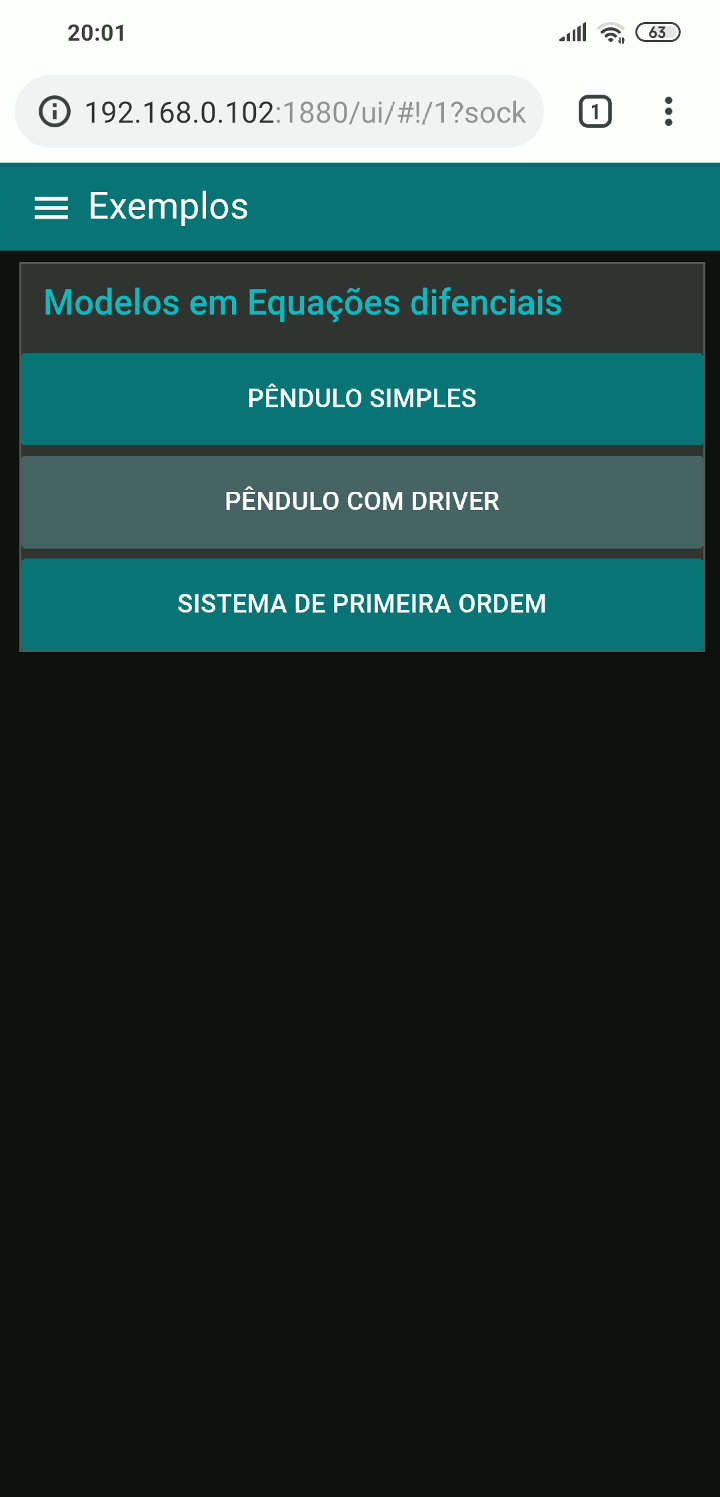 20:01
63
192.168.0.102:1880/ui/#!/1?sock
1
Exemplos
Modelos em Equações difenciais
PÊNDULO SIMPLES
PÊNDULO COM DRIVER
SISTEMA DE PRIMEIRA ORDEM